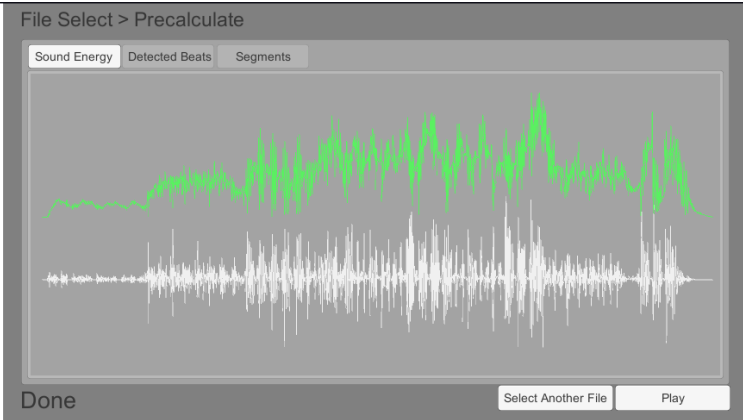 File Select > Precalculate
Sound Energy Detected Beats Segments
Done
Select Another File Play